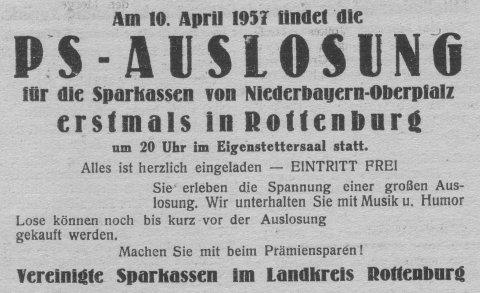 Am 10. April 1957 findet die
PS-AUSLOSUNG
für die Sparkassen von Niederbayern-Oberpfalz
erstmals in Rottenburg
um 20 Uhr im Eigenstettersaal statt.
Alles ist herzlich eingeladen — EINTRITT FREI
Sie erleben die Spannung einer großen Aus-
losung. Wir unterhalten Sie mit Musik u. Humor
Lose können noch bis kurz vor der Auslosung
gekauft werden.
Machen Sie mit beim Prämiensparen!
Vereinigte Sparkassen im Landkreis Rottenburg